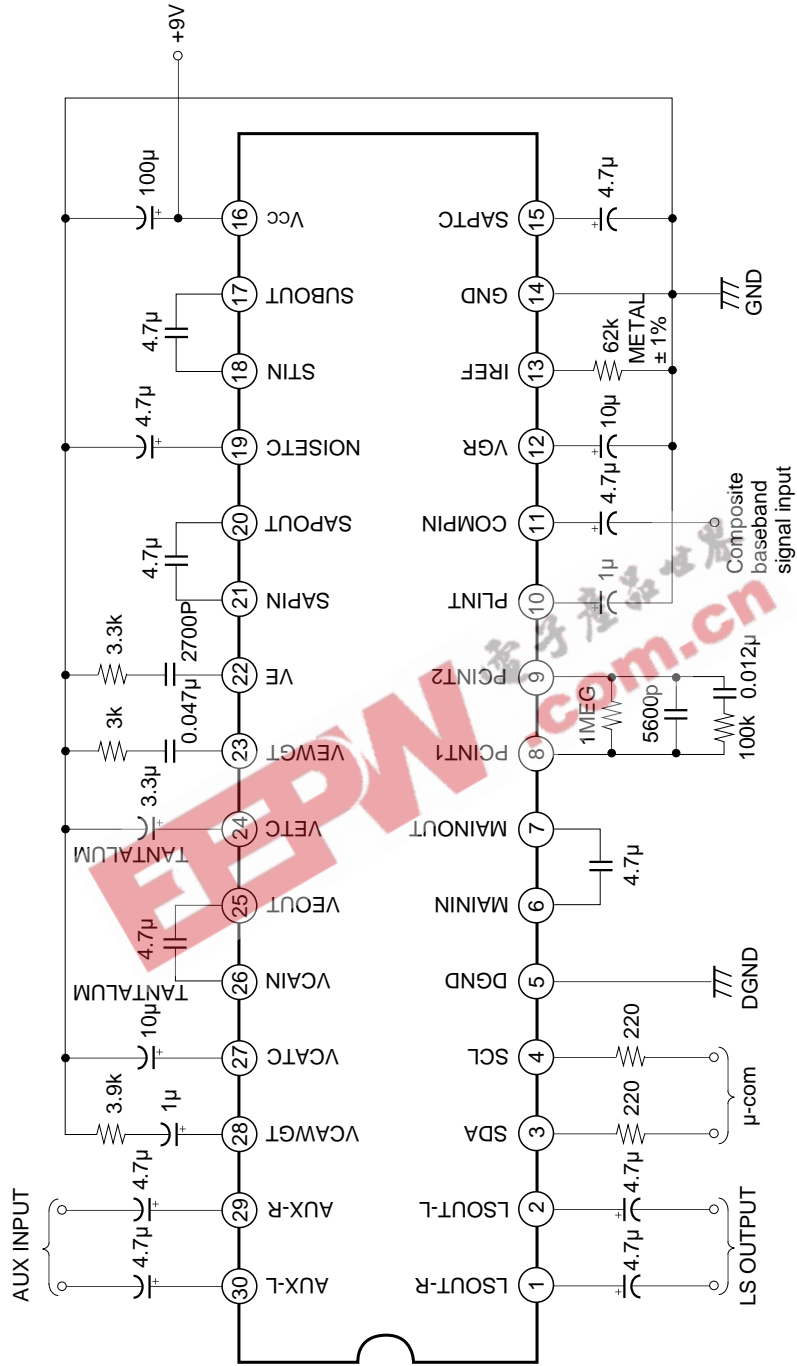 +9V
100µ
4.7µ
4.7µ
4.7µ
3.3k
2700P
3k
0.047µ
3.3µ
TANTALUM
4.7µ
TANTALUM
10µ
3.9k
1µ
4.7µ
4.7µ
AUX INPUT
16
17
18
19
20
21
22
23
24
25
26
27
28
29
30
Vcc
SUBOUT
STIN
NOISETC
SAPOUT
SAPIN
VE
VEWGT
VETC
VEOUT
VCAIN
VCATC
VCAWGT
AUX-R
AUX-L
SAPTC
GND
IREF
VGR
COMPIN
PLINT
PCINT2
PCINT1
MAINOUT
MAININ
DGND
SCL
SDA
LSOUT-L
LSOUT-R
15
14
13
12
11
10
9
8
7
6
5
4
3
2
1
4.7µ
GND
62k
METAL
± 1%
10µ
4.7µ
Composite
baseband
signal input
1µ
1MEG
5600p
0.012µ
100k
4.7µ
DGND
220
220
µ-com
4.7µ
4.7µ
LS OUTPUT
EEPW
.com.cn
電子產品世界